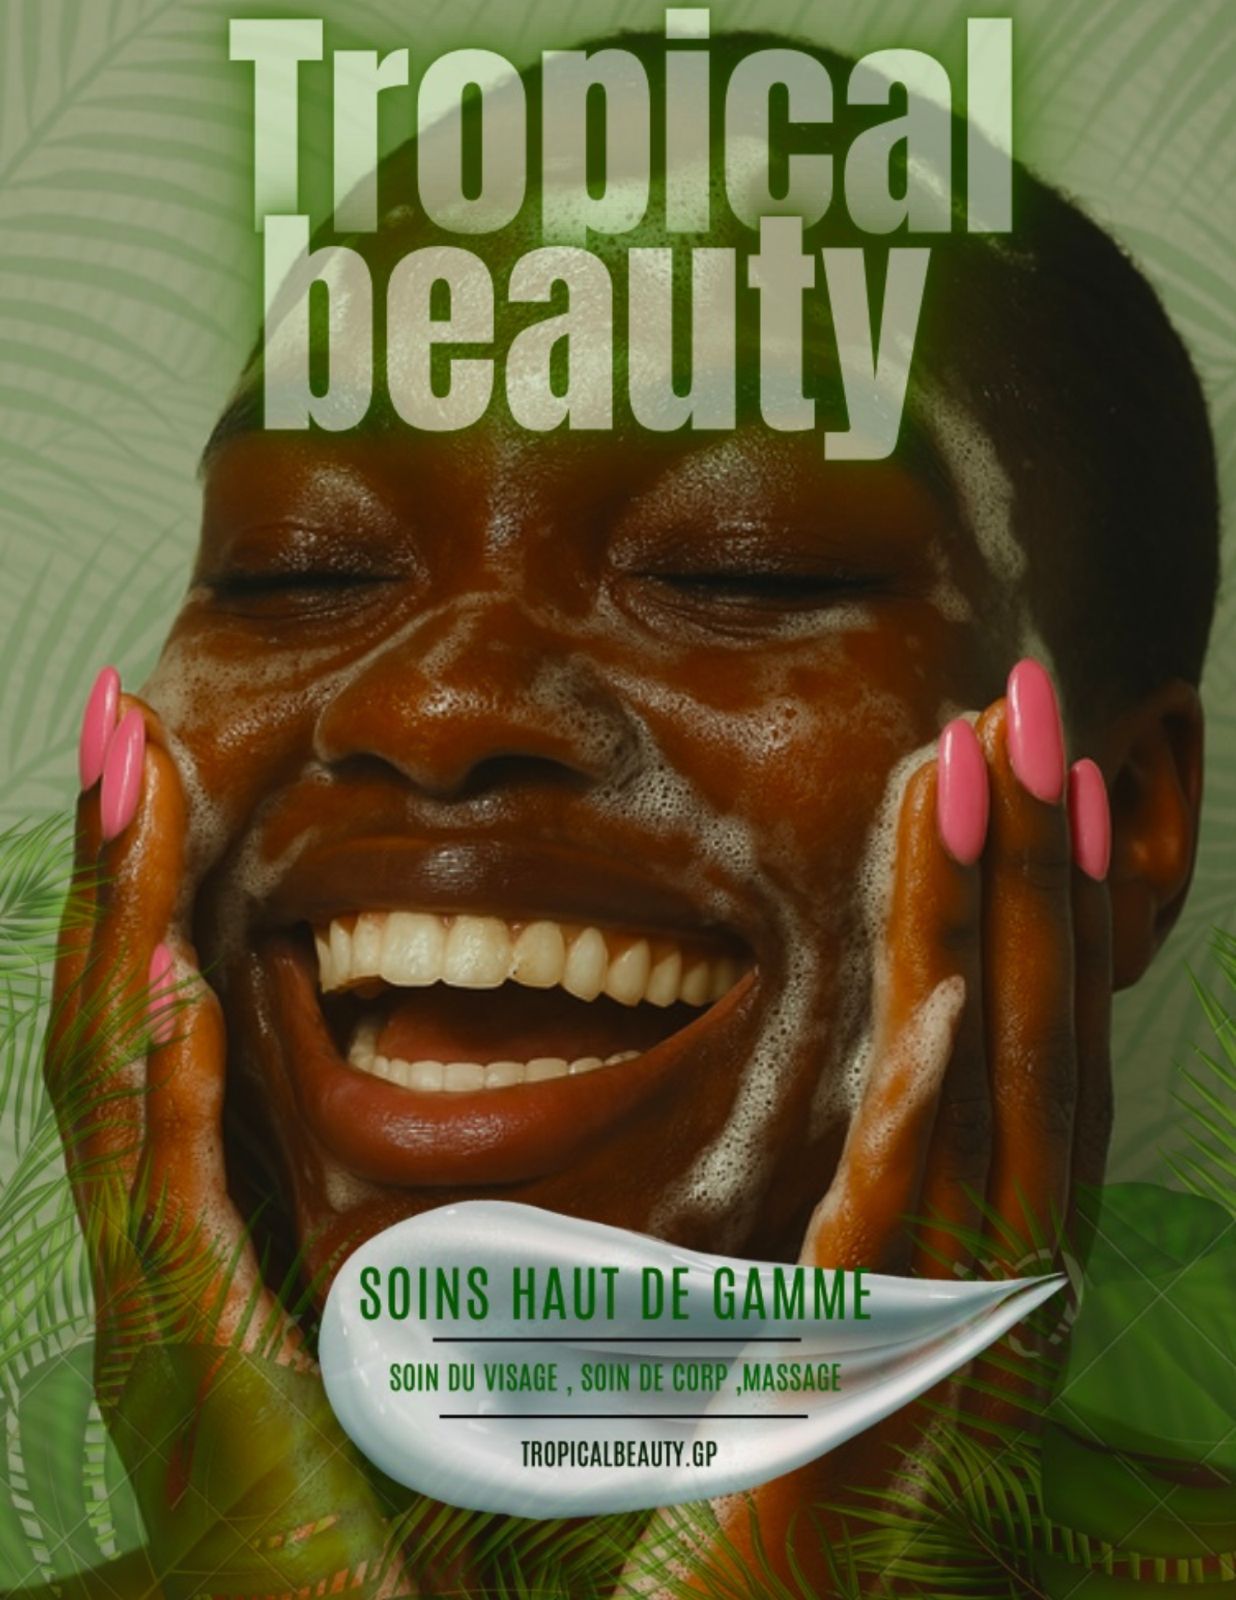 Tropical
beauty
SOINS HAUT DE GAMME
SOIN DU VISAGE , SOIN DE CORP ,MASSAGE
TROPICALBEAUTY.GP